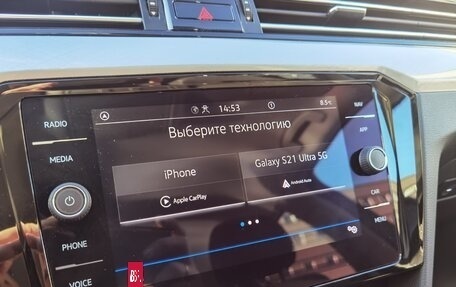 14:53
8.5°C
Выберите технологию
iPhone
Galaxy S21 Ultra 5G
Apple CarPlay
Android Auto
RADIO
MEDIA
PHONE
VOICE
NAV
APP
CAR
MENU